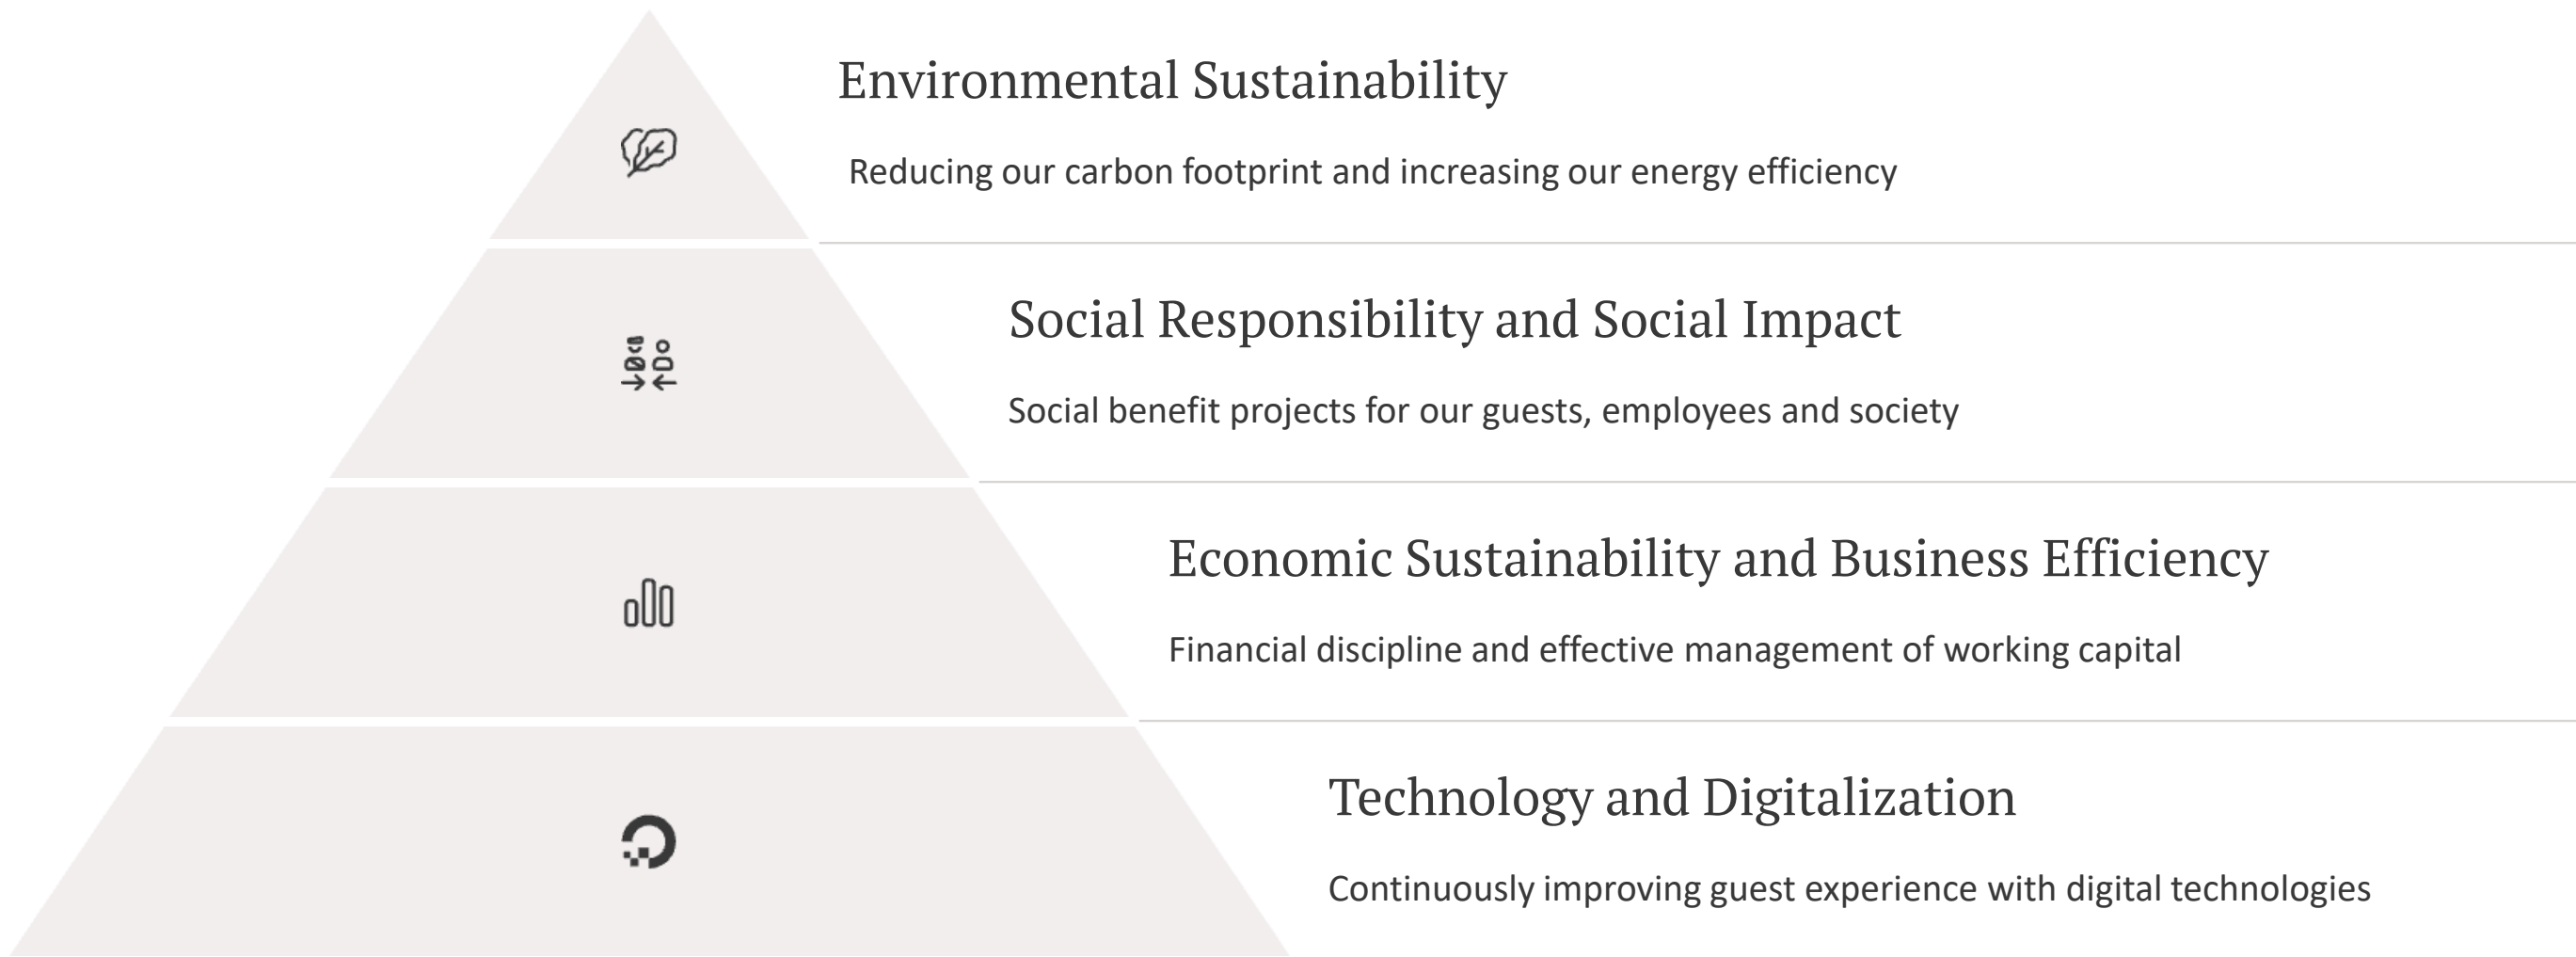 Environmental Sustainability
Reducing our carbon footprint and increasing our energy efficiency
Social Responsibility and Social Impact
Social benefit projects for our guests, employees and society
Economic Sustainability and Business Efficiency
Financial discipline and effective management of working capital
Technology and Digitalization
Continuously improving guest experience with digital technologies